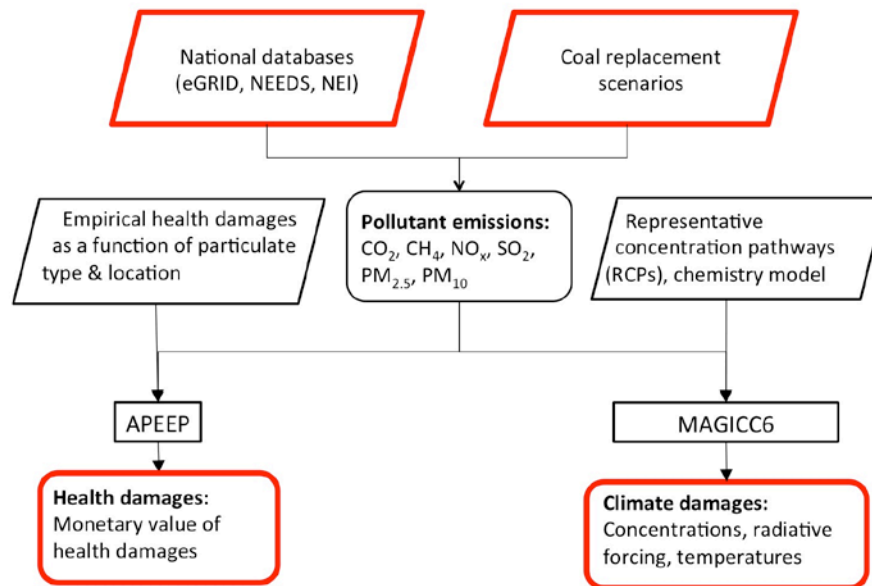 National databases
(eGRID, NEEDS, NEI)
Coal replacement
scenarios
Empirical health damages
as a function of particulate
type & location
Pollutant emissions:
CO₂, CH₄, NOₓ, SO₂,
PM₂.₅, PM₁₀
Representative
concentration pathways
(RCPs), chemistry model
APEEP
MAGICC6
Health damages:
Monetary value of
health damages
Climate damages:
Concentrations, radiative
forcing, temperatures